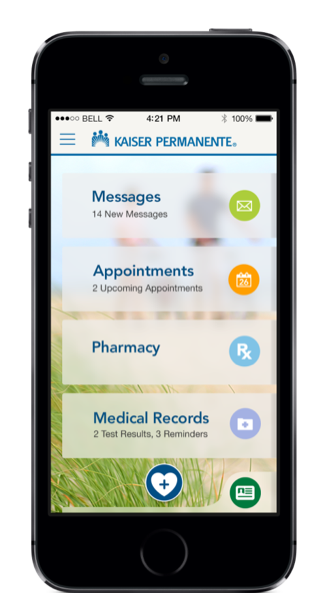 ●●●○○ BELL 4:21 PM 100%
KAISER PERMANENTE®
Messages
14 New Messages
Appointments
2 Upcoming Appointments
26
Pharmacy
Rx
Medical Records
2 Test Results, 3 Reminders